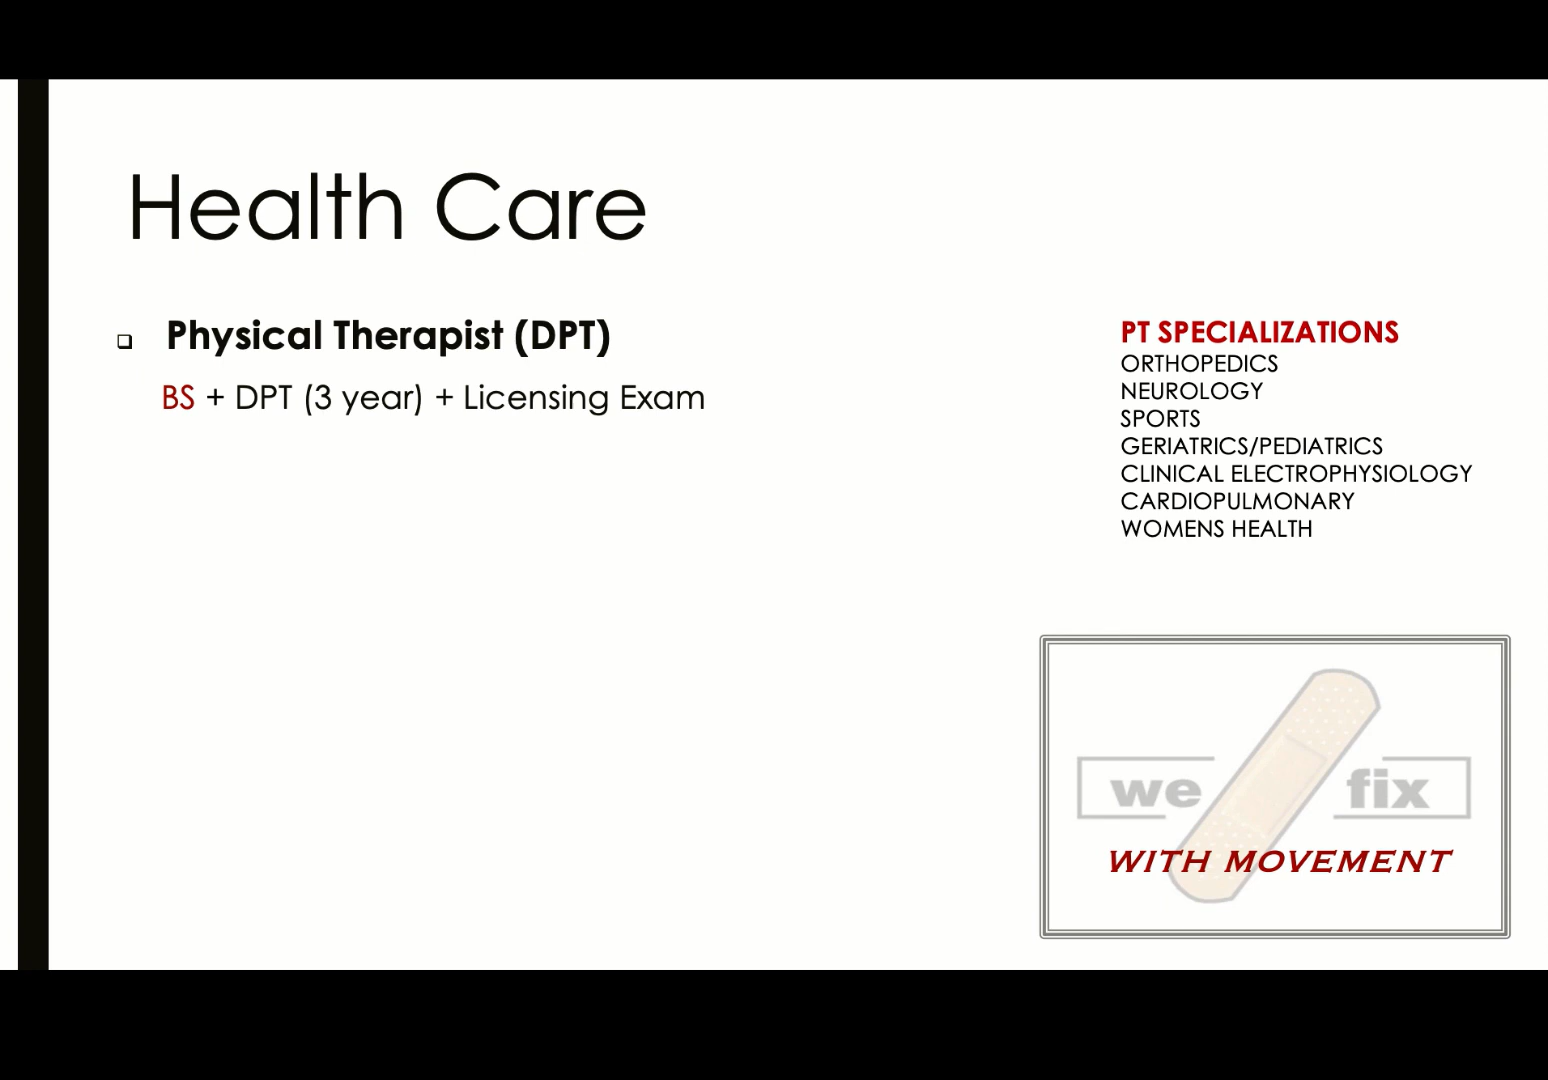 Health Care
Physical Therapist (DPT)
BS + DPT (3 year) + Licensing Exam
PT SPECIALIZATIONS
ORTHOPEDICS
NEUROLOGY
SPORTS
GERIATRICS/PEDIATRICS
CLINICAL ELECTROPHYSIOLOGY
CARDIOPULMONARY
WOMENS HEALTH
we fix
WITH MOVEMENT